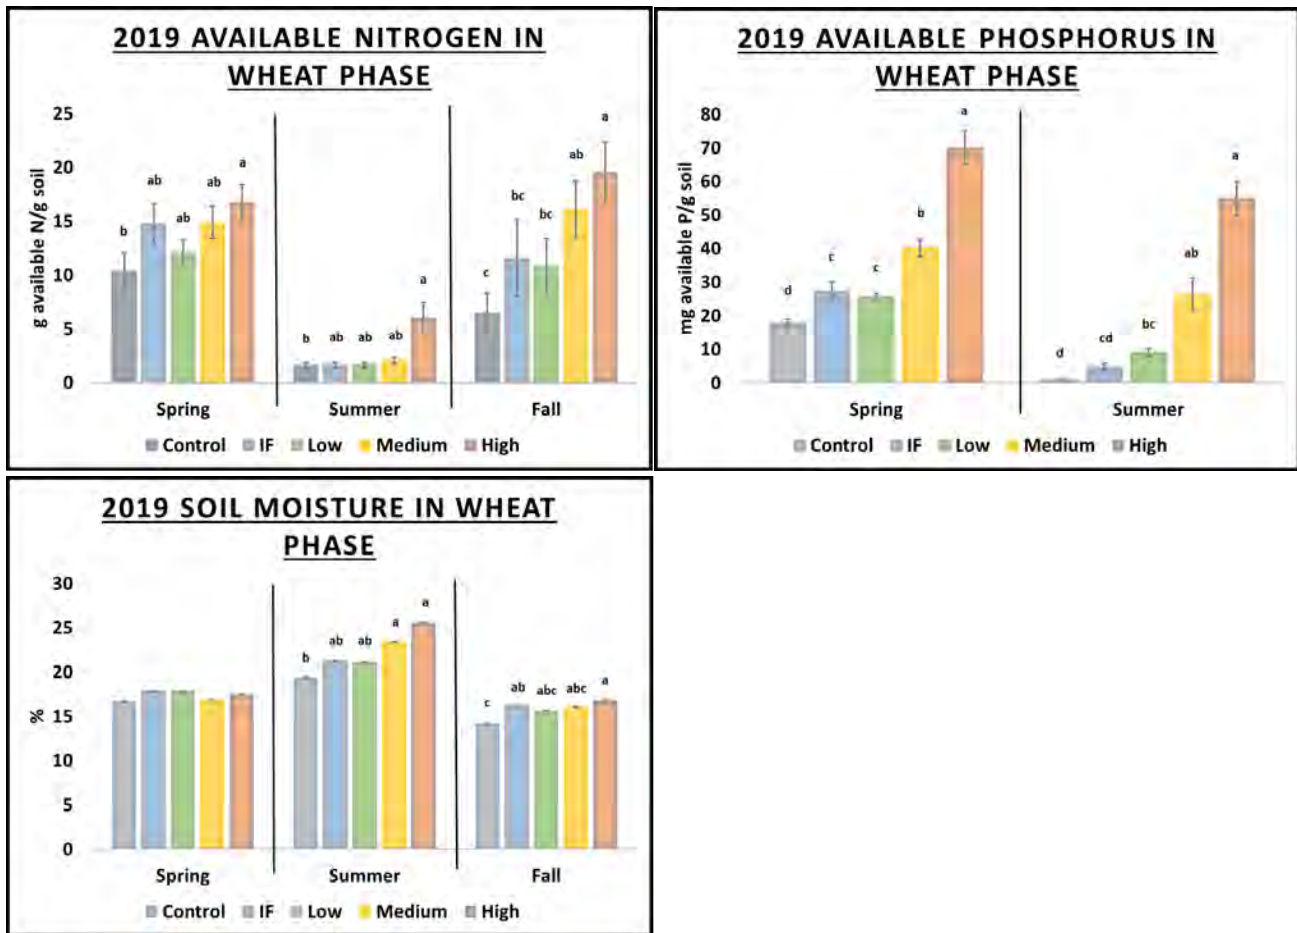 2019 AVAILABLE NITROGEN IN
WHEAT PHASE
g available N/g soil
25
20
15
10
5
0
b
ab
ab
ab
a
b
ab
ab
ab
a
c
bc
bc
ab
a
Spring
Summer
Fall
Control IF Low Medium High
2019 AVAILABLE PHOSPHORUS IN
WHEAT PHASE
mg available P/g soil
80
70
60
50
40
30
20
10
0
d
c
c
b
a
d
cd
bc
ab
a
Spring
Summer
Control IF Low Medium High
2019 SOIL MOISTURE IN WHEAT
PHASE
%
30
25
20
15
10
5
0
b
ab
ab
a
a
c
ab
abc
abc
a
Spring
Summer
Fall
Control IF Low Medium High